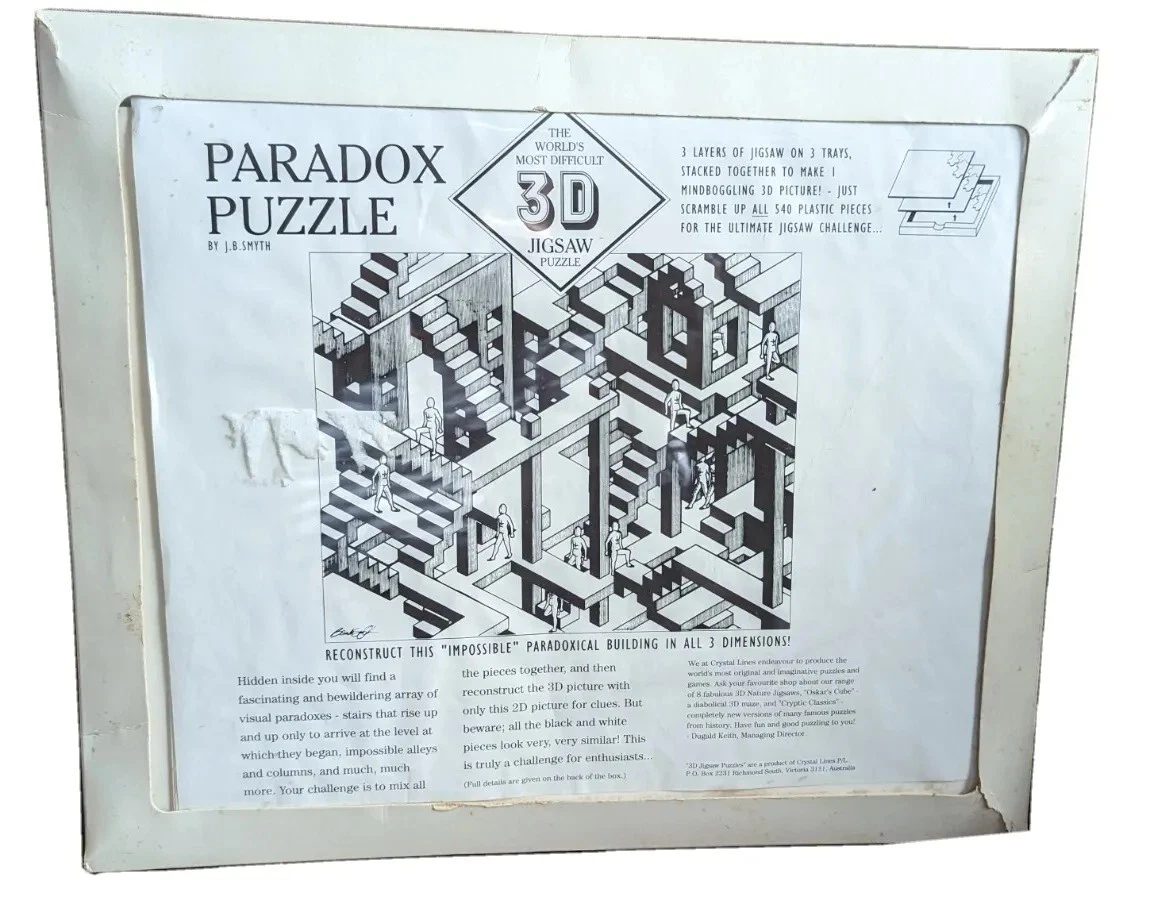 PARADOX
PUZZLE
BY J.B.SMYTH
THE
WORLD'S
MOST DIFFICULT
3D
JIGSAW
PUZZLE
3 LAYERS OF JIGSAW ON 3 TRAYS,
STACKED TOGETHER TO MAKE 1
MINDBOGGLING 3D PICTURE! - JUST
SCRAMBLE UP ALL 540 PLASTIC PIECES
FOR THE ULTIMATE JIGSAW CHALLENGE...
RECONSTRUCT THIS "IMPOSSIBLE" PARADOXICAL BUILDING IN ALL 3 DIMENSIONS!
Hidden inside you will find a
fascinating and bewildering array of
visual paradoxes - stairs that rise up
and up only to arrive at the level at
which they began, impossible alleys
and columns, and much, much
more. Your challenge is to mix all
the pieces together, and then
reconstruct the 3D picture with
only this 2D picture for clues. But
beware; all the black and white
pieces look very, very similar! This
is truly a challenge for enthusiasts...
(Full details are given on the back of the box.)
We at Crystal Lines endeavour to produce the
world's most original and imaginative puzzles and
games. Ask your favourite shop about our range
of 8 fabulous 3D Nature Jigsaws, "Oskar's Cube" -
a diabolical 3D maze, and "Cryptic Classics" -
completely new versions of many famous puzzles
from history. Have fun and good puzzling to you!
- Dugald Keith, Managing Director
"3D Jigsaw Puzzles" are a product of Crystal Lines P/L
P.O. Box 2231 Richmond South, Victoria 3121, Australia